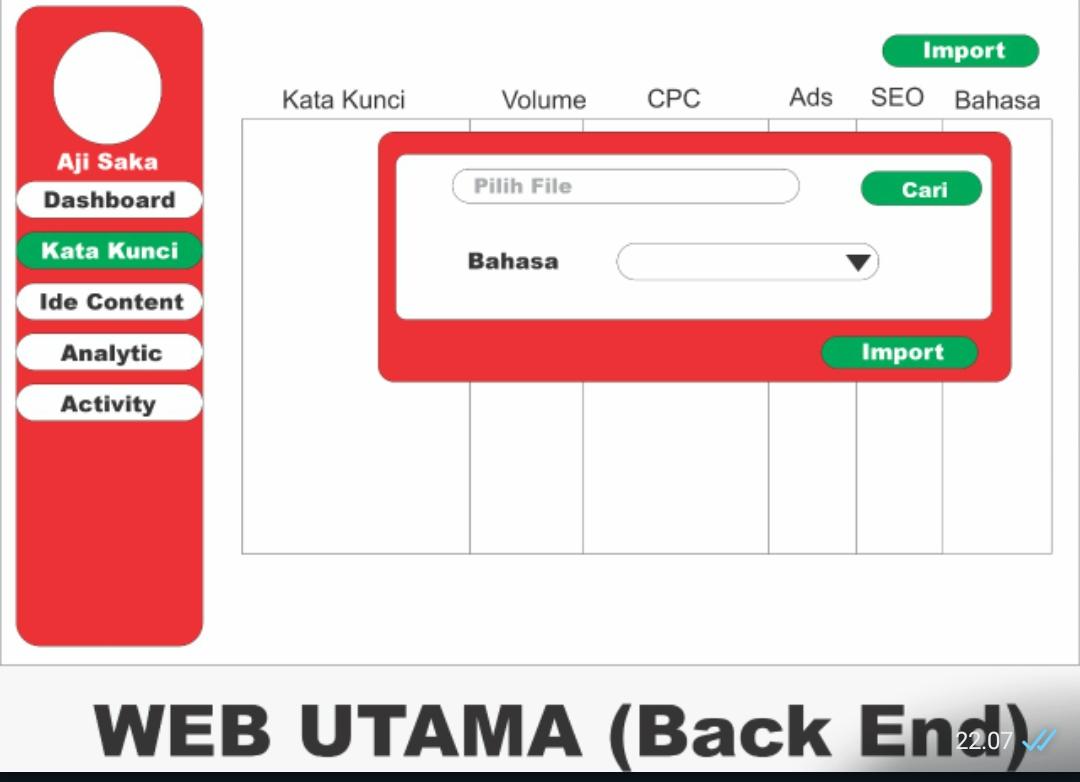 Import
Kata Kunci Volume CPC Ads SEO Bahasa
Aji Saka
Dashboard
Kata Kunci
Ide Content
Analytic
Activity
Pilih File Cari
Bahasa
Import
WEB UTAMA (Back End)
22.07